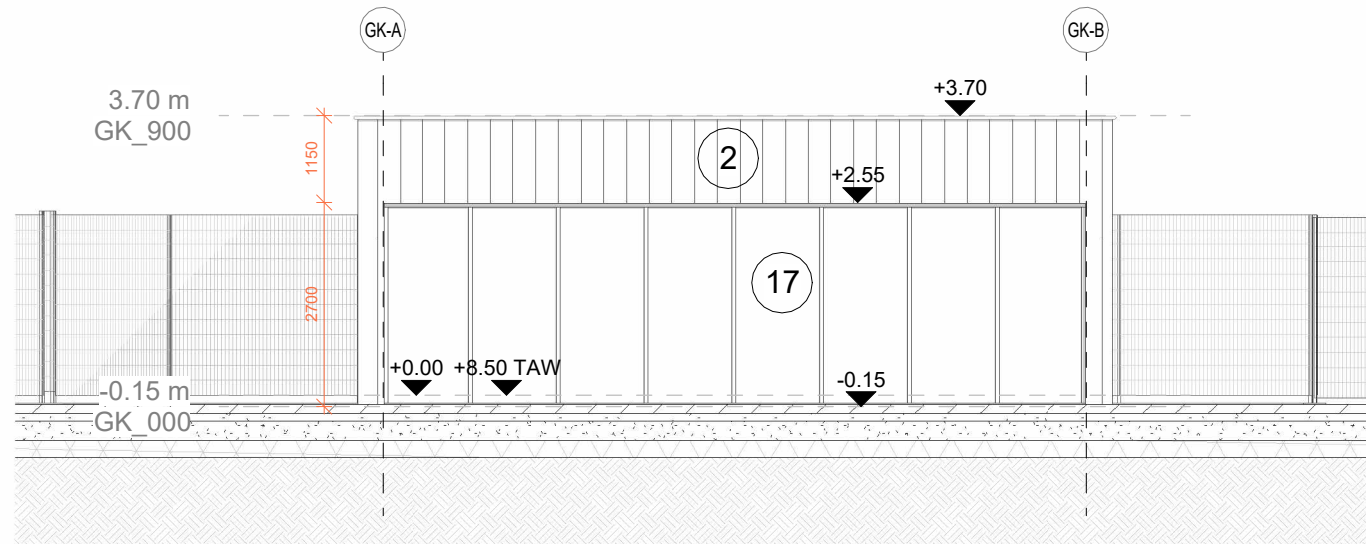 GK-A
GK-B
3.70 m
GK_900
+3.70
1150
2
+2.55
17
2700
+0.00 +8.50 TAW
-0.15
-0.15 m
GK_000